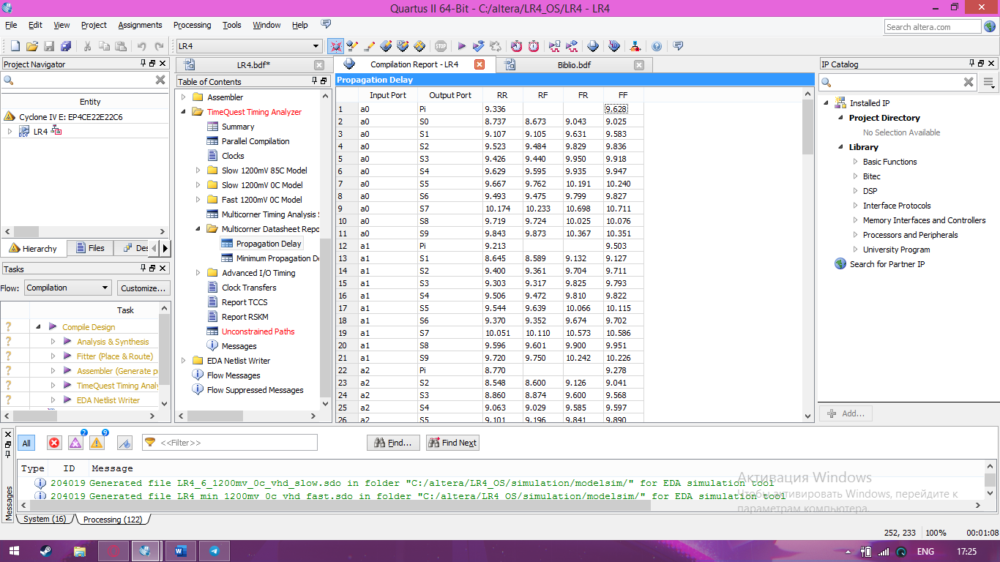 Quartus II 64-Bit - C:/altera/LR4_OS/LR4 - LR4
File Edit View Project Assignments Processing Tools Window Help
Search altera.com
LR4
Project Navigator
Entity
Cyclone IV E: EP4CE22E22C6
LR4
Hierarchy Files De:
Tasks
Flow: Compilation Customize...
Task
Compile Design
Analysis & Synthesis
Fitter (Place & Route)
Assembler (Generate p
TimeQuest Timing Analy
EDA Netlist Writer
LR4.bdf*
Compilation Report - LR4
Biblio.bdf
Table of Contents
Assembler
TimeQuest Timing Analyzer
Summary
Parallel Compilation
Clocks
Slow 1200mV 85C Model
Slow 1200mV 0C Model
Fast 1200mV 0C Model
Multicorner Timing Analysis S
Multicorner Datasheet Repo
Propagation Delay
Minimum Propagation De
Advanced I/O Timing
Clock Transfers
Report TCCS
Report RSKM
Unconstrained Paths
Messages
EDA Netlist Writer
Flow Messages
Flow Suppressed Messages
Propagation Delay
Input Port Output Port RR RF FR FF
1 a0 Pi 9.336 9.628
2 a0 S0 8.737 8.673 9.043 9.025
3 a0 S1 9.107 9.105 9.631 9.583
4 a0 S2 9.523 9.484 9.829 9.836
5 a0 S3 9.426 9.440 9.950 9.918
6 a0 S4 9.629 9.595 9.935 9.947
7 a0 S5 9.667 9.762 10.191 10.240
8 a0 S6 9.493 9.475 9.799 9.827
9 a0 S7 10.174 10.233 10.698 10.711
10 a0 S8 9.719 9.724 10.025 10.076
11 a0 S9 9.843 9.873 10.367 10.351
12 a1 Pi 9.213 9.503
13 a1 S1 8.645 8.589 9.132 9.127
14 a1 S2 9.400 9.361 9.704 9.711
15 a1 S3 9.303 9.317 9.825 9.793
16 a1 S4 9.506 9.472 9.810 9.822
17 a1 S5 9.544 9.639 10.066 10.115
18 a1 S6 9.370 9.352 9.674 9.702
19 a1 S7 10.051 10.110 10.573 10.586
20 a1 S8 9.596 9.601 9.900 9.951
21 a1 S9 9.720 9.750 10.242 10.226
22 a2 Pi 8.770 9.278
23 a2 S2 8.548 8.600 9.126 9.041
24 a2 S3 8.860 8.874 9.600 9.568
25 a2 S4 9.063 9.029 9.585 9.597
26 a2 S5 9.101 9.196 9.841 9.890
IP Catalog
Installed IP
Project Directory
No Selection Available
Library
Basic Functions
Bitec
DSP
Interface Protocols
Memory Interfaces and Controllers
Processors and Peripherals
University Program
Search for Partner IP
Add...
All 2 9 <<Filter>> Find... Find Next
Type ID Message
204019 Generated file LR4_6_1200mv_0c_vhd_slow.sdo in folder "C:/altera/LR4_OS/simulation/modelsim/" for EDA simulation tool
204019 Generated file LR4_min_1200mv_0c_vhd_fast.sdo in folder "C:/altera/LR4_OS/simulation/modelsim/" for EDA simulation tool
Messages
System (16) Processing (122)
Активация Windows
Чтобы активировать Windows, перейдите к
параметрам компьютера.
252, 233 100% 00:01:08
ENG 17:25